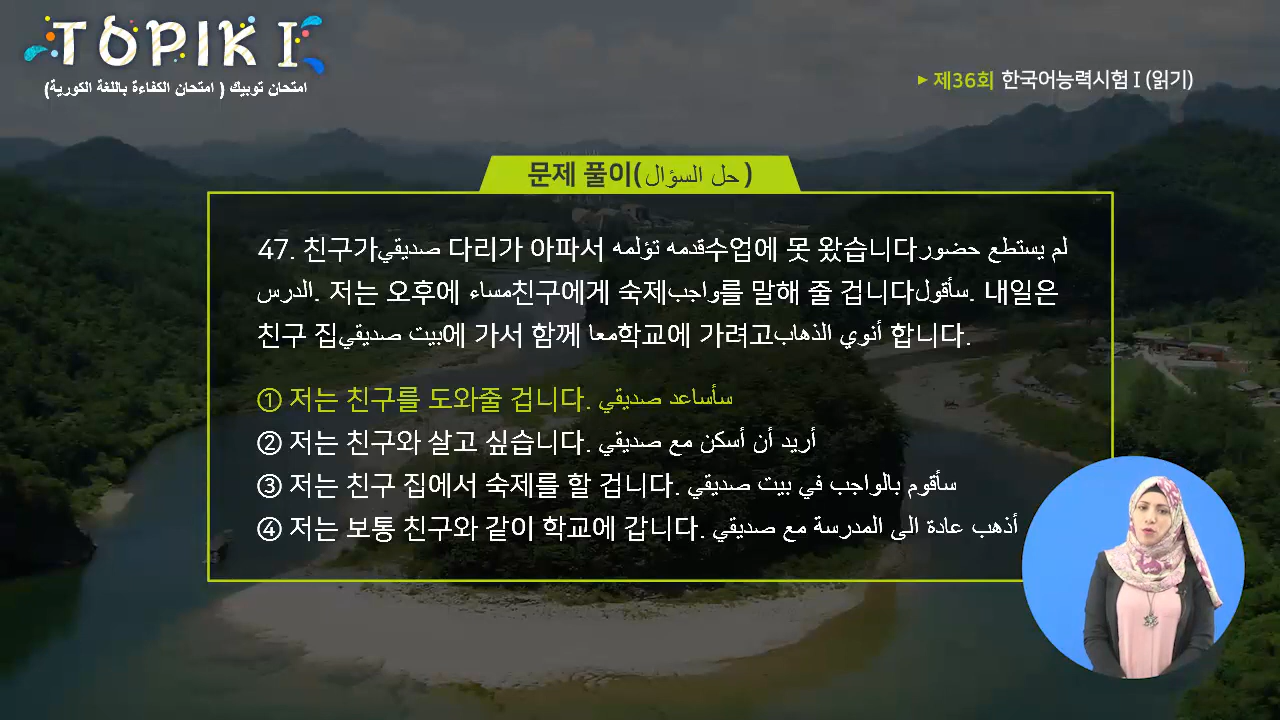 TOPIK I
امتحان توبيك ( امتحان الكفاءة باللغة الكورية)
▶ 제36회 한국어능력시험 I (읽기)
문제 풀이(حل السؤال)
47. 친구가صديقي 다리가 아파서 قدمه تؤلمه수업에 못 왔습니다لم يستطع حضور
الدرس. 저는 오후에 مساء친구에게 숙제واجب를 말해 줄 겁니다سأقول. 내일은
친구 집بيت صديقي에 가서 함께 معا학교에 가려고أنوي الذهاب 합니다.
① 저는 친구를 도와줄 겁니다. سأساعد صديقي
② 저는 친구와 살고 싶습니다. أريد أن أسكن مع صديقي
③ 저는 친구 집에서 숙제를 할 겁니다. سأقوم بالواجب في بيت صديقي
④ 저는 보통 친구와 같이 학교에 갑니다. أذهب عادة الى المدرسة مع صديقي